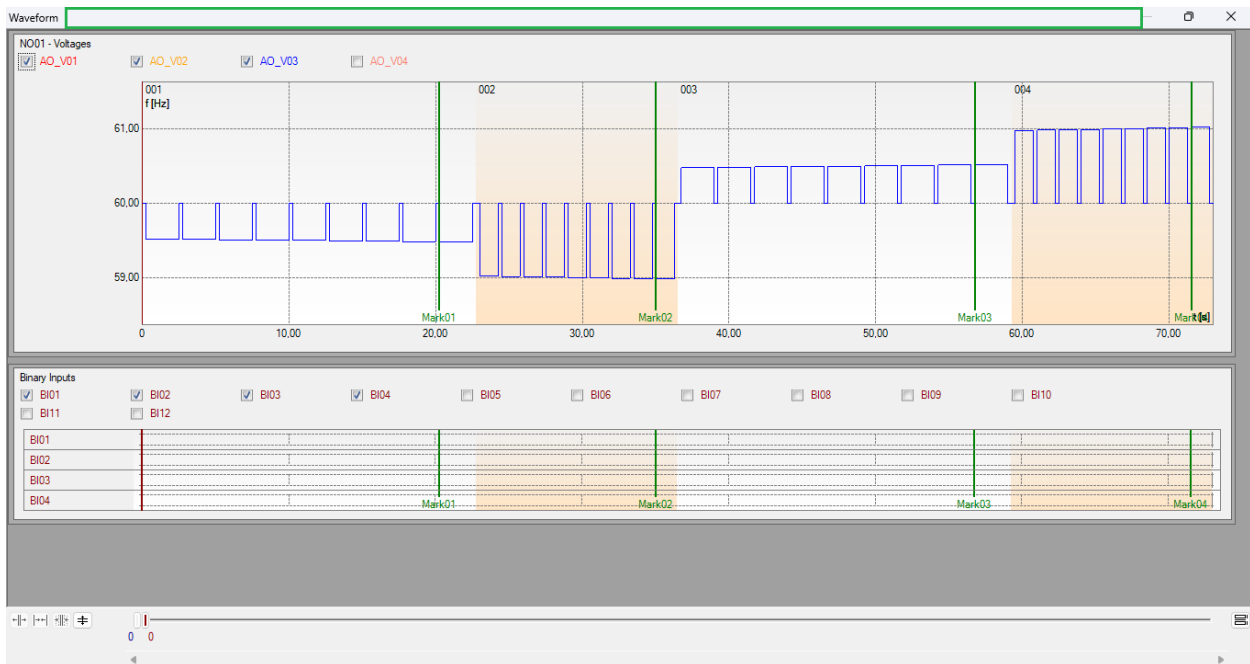 Waveform
NO01 - Voltages
AO_V01 AO_V02 AO_V03 AO_V04
001 002 003 004
f [Hz]
61,00
60,00
59,00
Mark01 Mark02 Mark03
t [s]
0 10,00 20,00 30,00 40,00 50,00 60,00 70,00
Binary Inputs
BI01 BI02 BI03 BI04 BI05 BI06 BI07 BI08 BI09 BI10
BI11 BI12
BI01
BI02
BI03
BI04
Mark01 Mark02 Mark03 Mark04
0 0